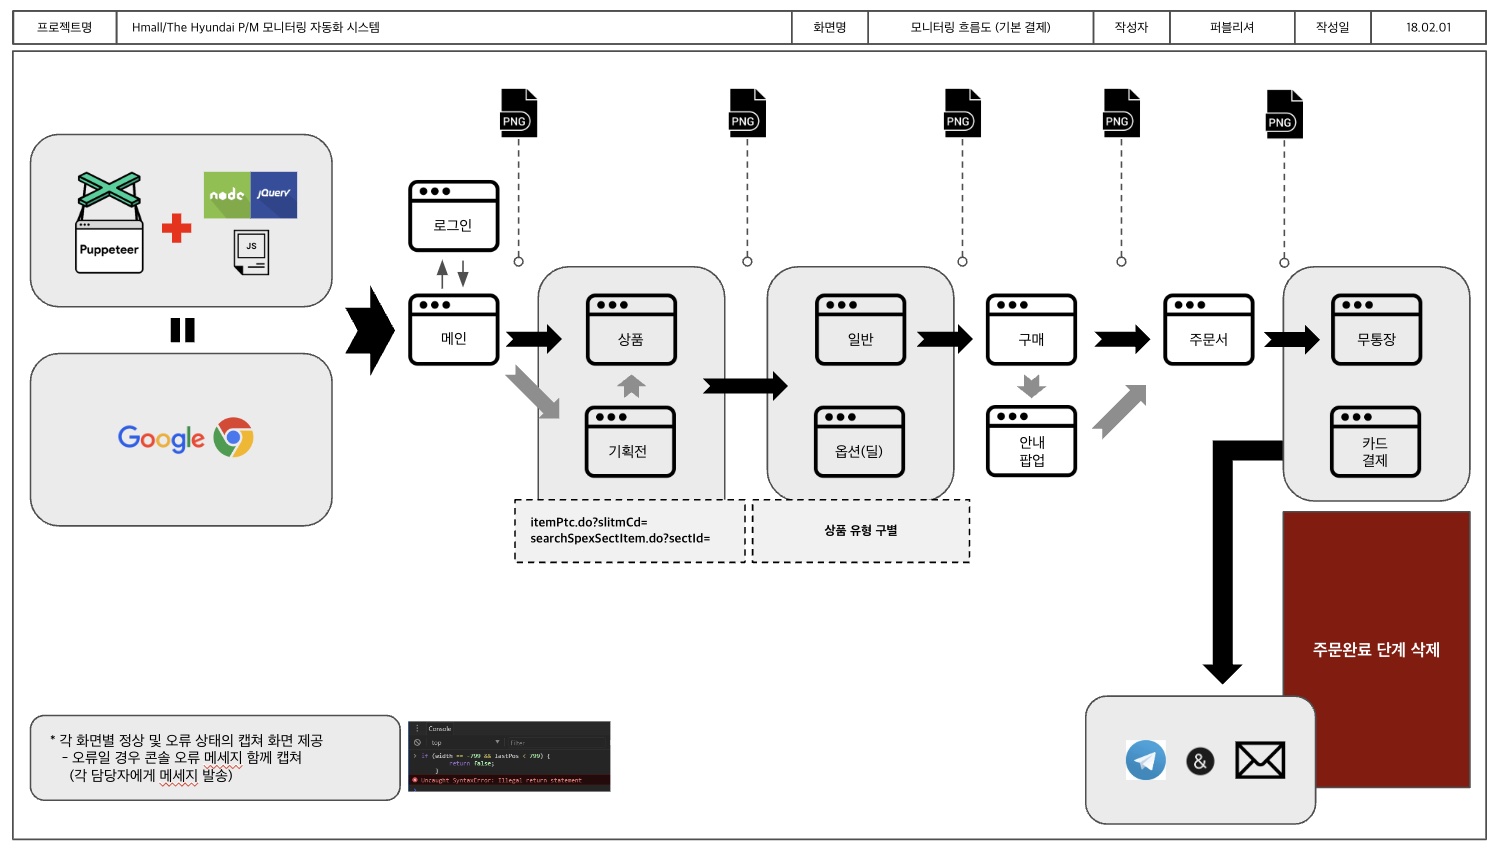 프로젝트명
Hmall/The Hyundai P/M 모니터링 자동화 시스템
화면명
모니터링 흐름도 (기본 결제)
작성자
퍼블리셔
작성일
18.02.01
PNG
PNG
PNG
PNG
PNG
Puppeteer
node
jQuery
JS
Google
로그인
메인
상품
기획전
일반
옵션(딜)
구매
안내
팝업
주문서
무통장
카드
결제
itemPtc.do?slitmCd=
searchSpexSectItem.do?sectId=
상품 유형 구별
주문완료 단계 삭제
* 각 화면별 정상 및 오류 상태의 캡쳐 화면 제공
- 오류일 경우 콘솔 오류 메세지 함께 캡쳐
(각 담당자에게 메세지 발송)
Console
top
Filter
if (width == -799 && lastPos < 799) {
return false;
}
Uncaught SyntaxError: Illegal return statement
&